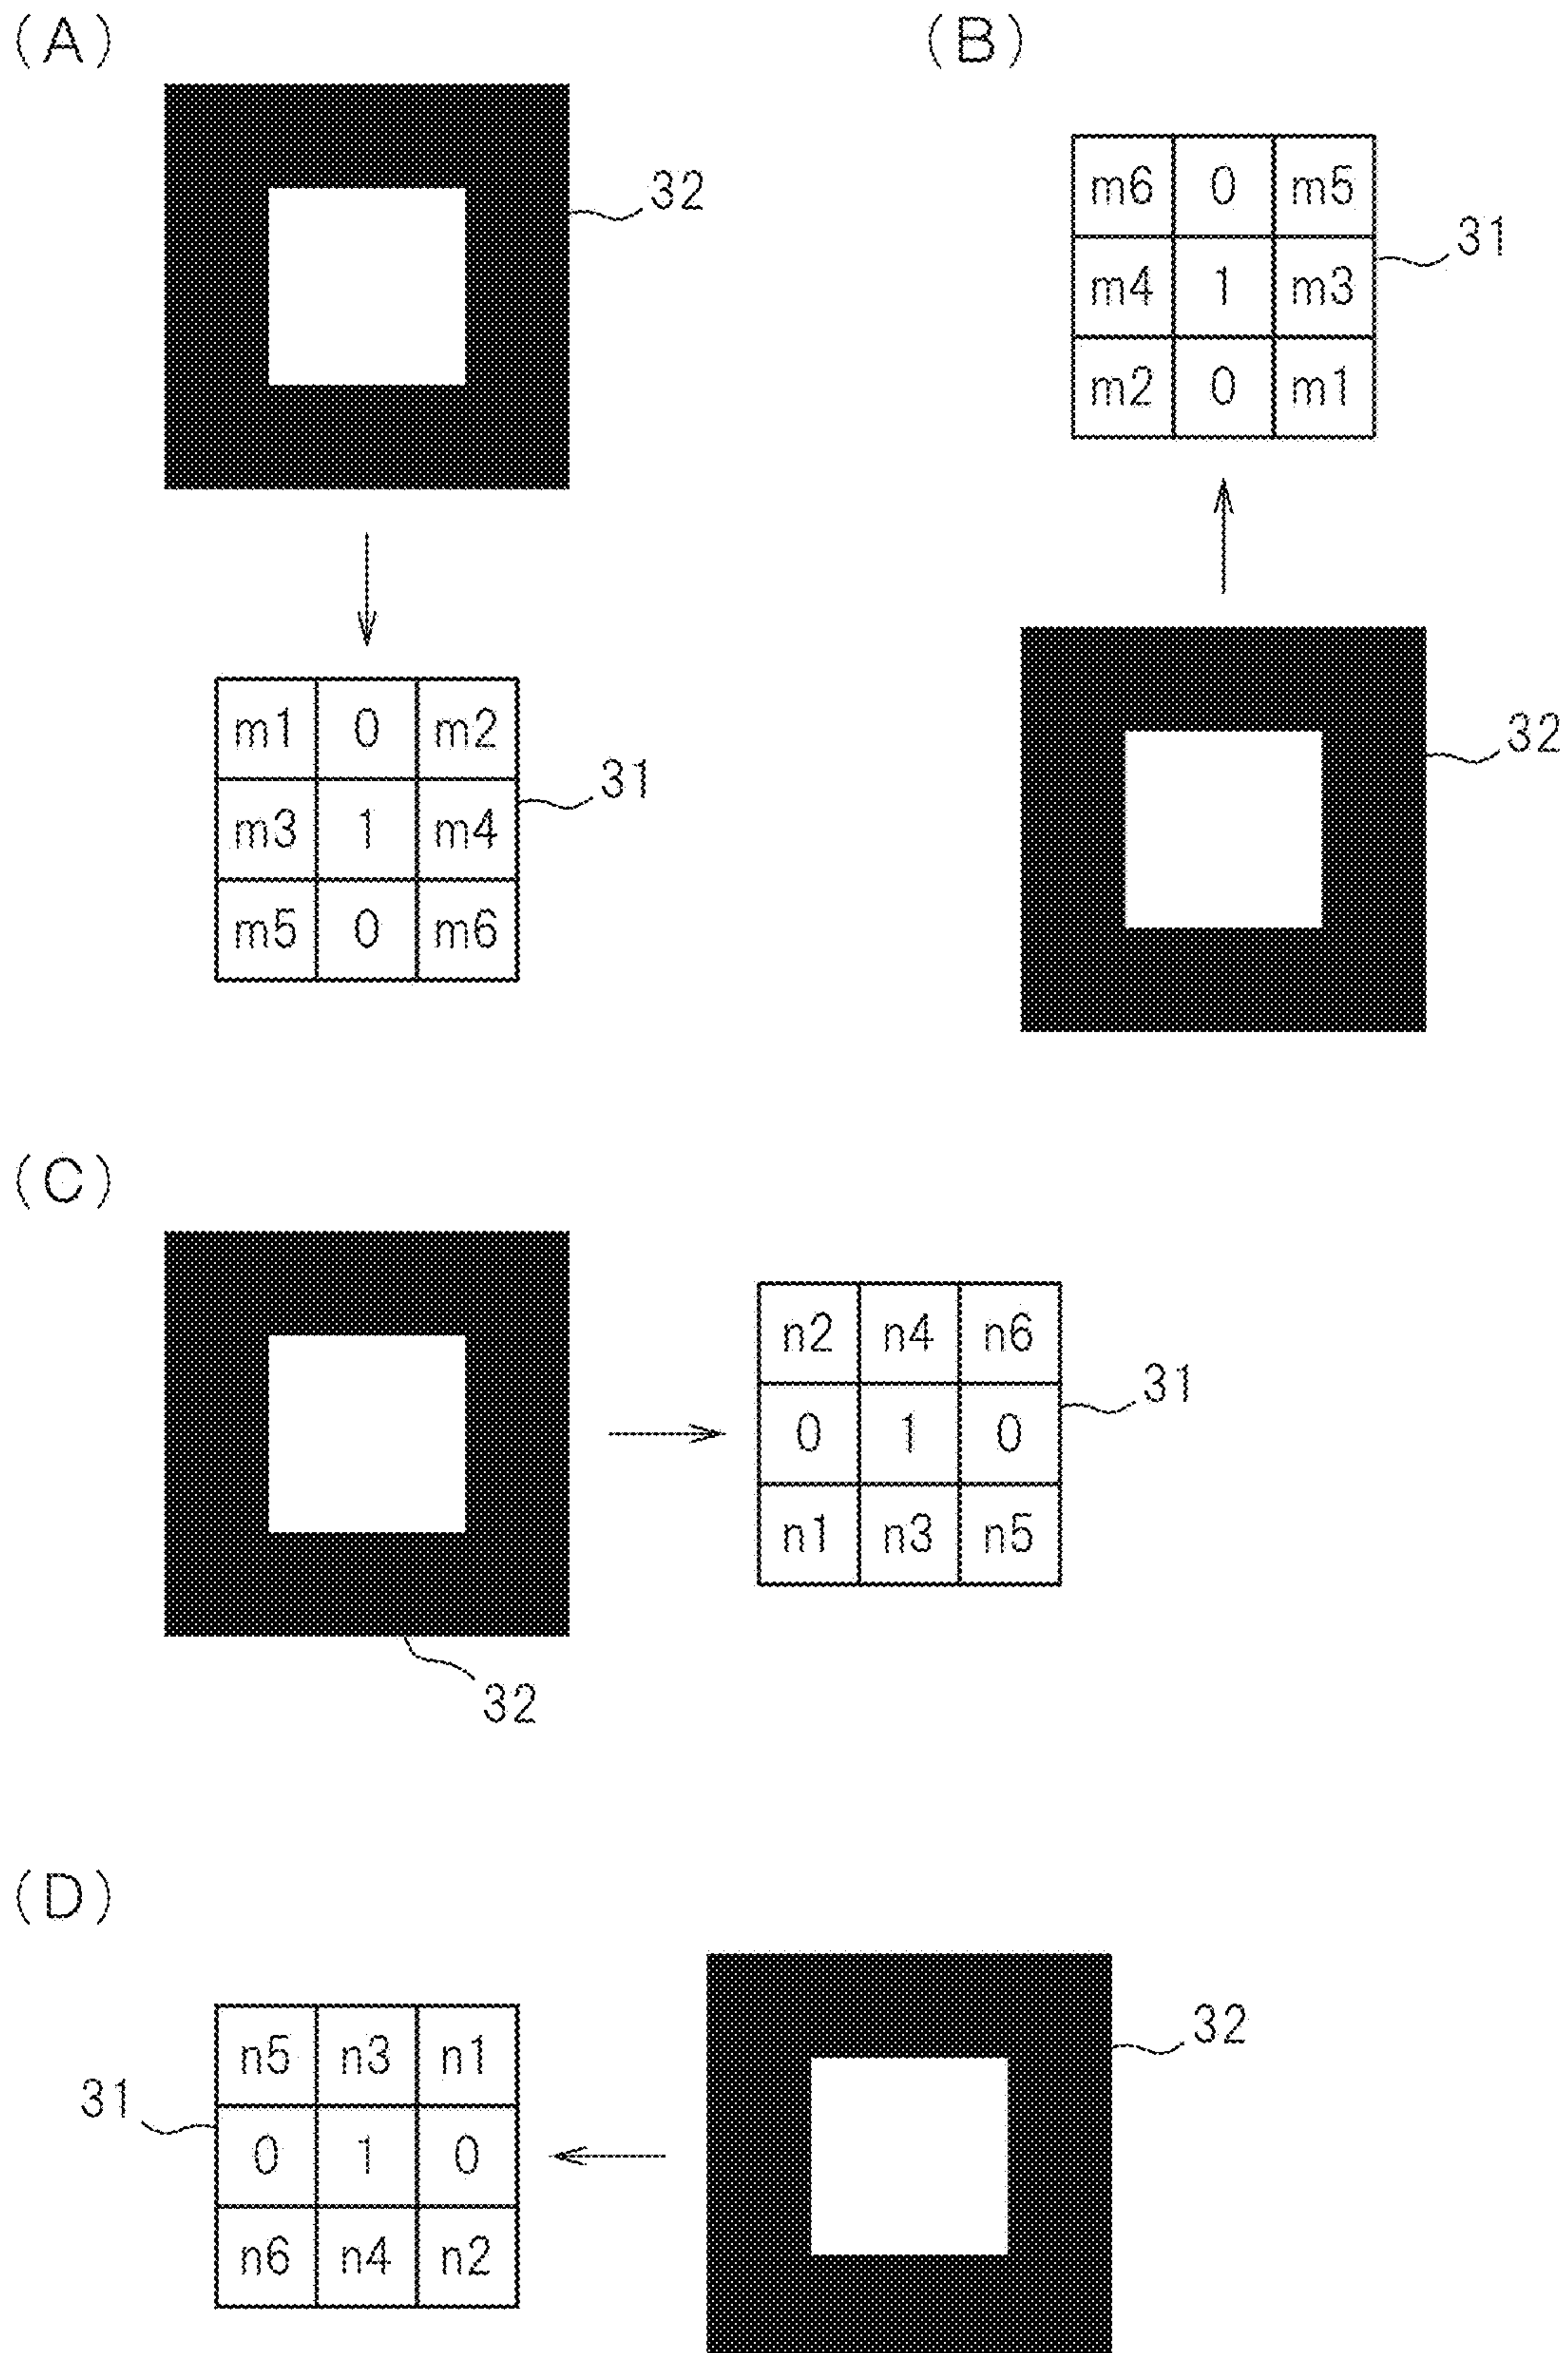 (A)
32
m1 0 m2
m3 1 m4
m5 0 m6
31
(B)
m6 0 m5
m4 1 m3
m2 0 m1
31
32
(C)
32
n2 n4 n6
0 1 0
n1 n3 n5
31
(D)
n5 n3 n1
0 1 0
n6 n4 n2
31
32